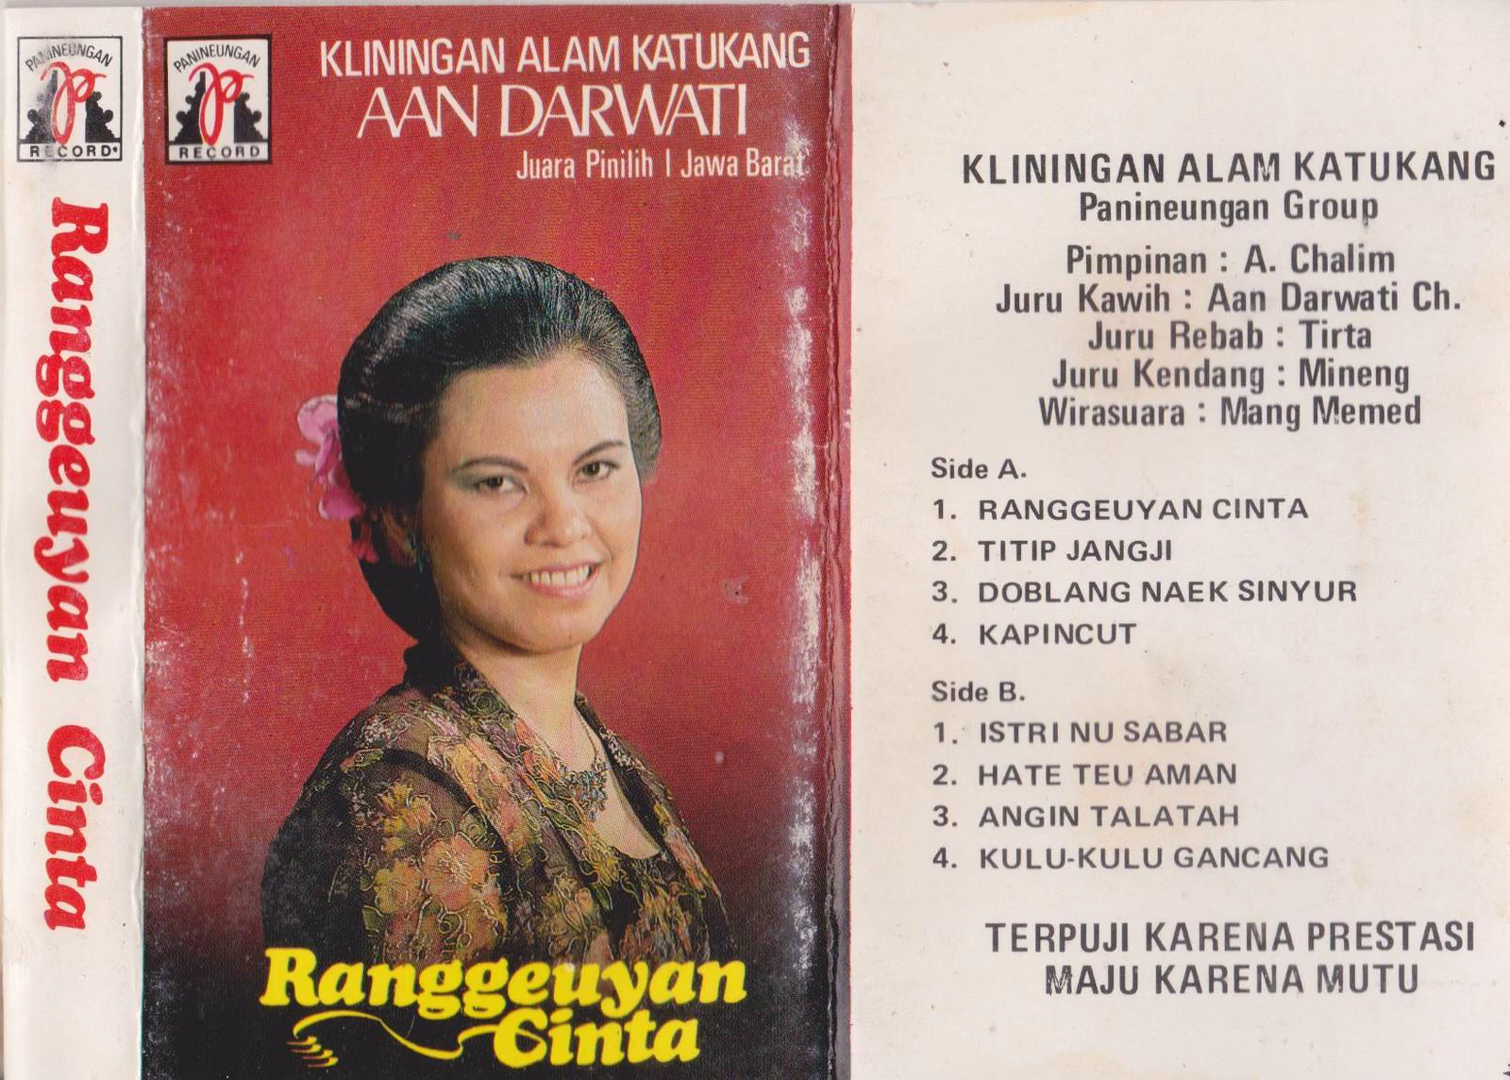 PANINEUNGAN
RECORD
Ranggeuyan Cinta
PANINEUNGAN
RECORD
KLININGAN ALAM KATUKANG
AAN DARWATI
Juara Pinilih I Jawa Barat
Ranggeuyan
Cinta
KLININGAN ALAM KATUKANG
Panineungan Group
Pimpinan : A. Chalim
Juru Kawih : Aan Darwati Ch.
Juru Rebab : Tirta
Juru Kendang : Mineng
Wirasuara : Mang Memed
Side A.
1. RANGGEUYAN CINTA
2. TITIP JANGJI
3. DOBLANG NAEK SINYUR
4. KAPINCUT
Side B.
1. ISTRI NU SABAR
2. HATE TEU AMAN
3. ANGIN TALATAH
4. KULU-KULU GANCANG
TERPUJI KARENA PRESTASI
MAJU KARENA MUTU